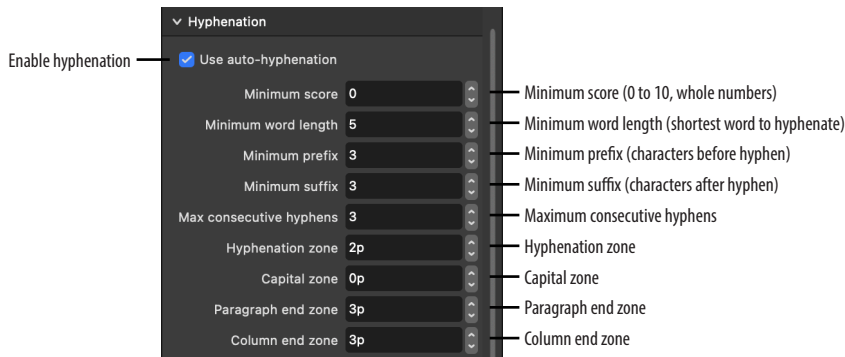 Hyphenation
Enable hyphenation
Use auto-hyphenation
Minimum score 0
Minimum score (0 to 10, whole numbers)
Minimum word length 5
Minimum word length (shortest word to hyphenate)
Minimum prefix 3
Minimum prefix (characters before hyphen)
Minimum suffix 3
Minimum suffix (characters after hyphen)
Max consecutive hyphens 3
Maximum consecutive hyphens
Hyphenation zone 2p
Hyphenation zone
Capital zone 0p
Capital zone
Paragraph end zone 3p
Paragraph end zone
Column end zone 3p
Column end zone